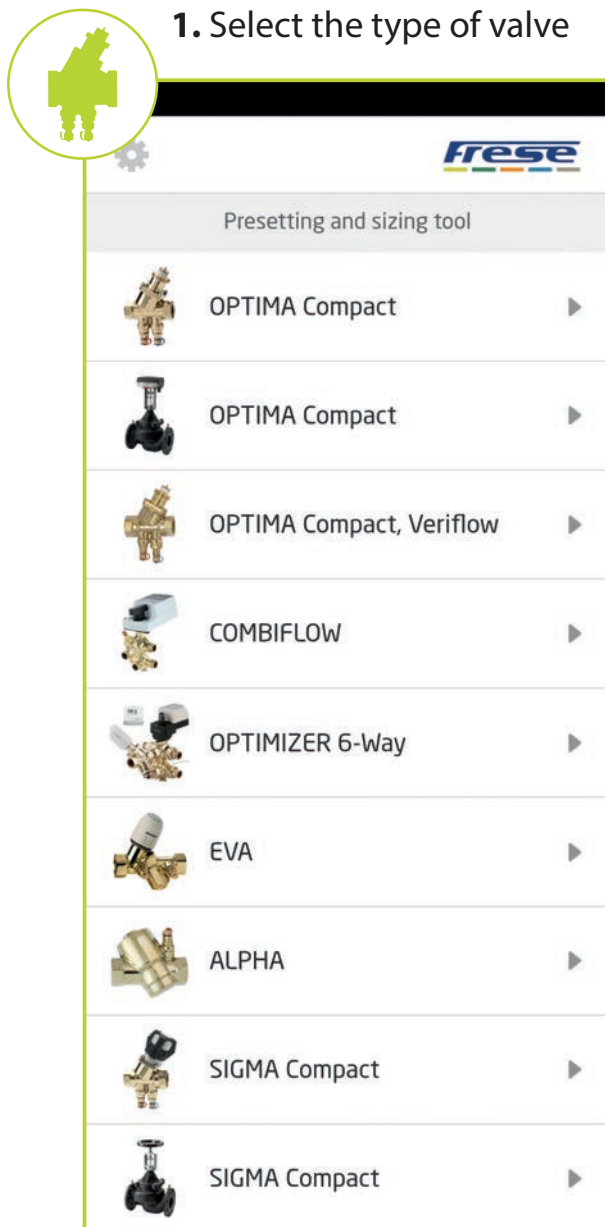 1. Select the type of valve
Frese
Presetting and sizing tool
OPTIMA Compact
OPTIMA Compact
OPTIMA Compact, Veriflow
COMBIFLOW
OPTIMIZER 6-Way
EVA
ALPHA
SIGMA Compact
SIGMA Compact